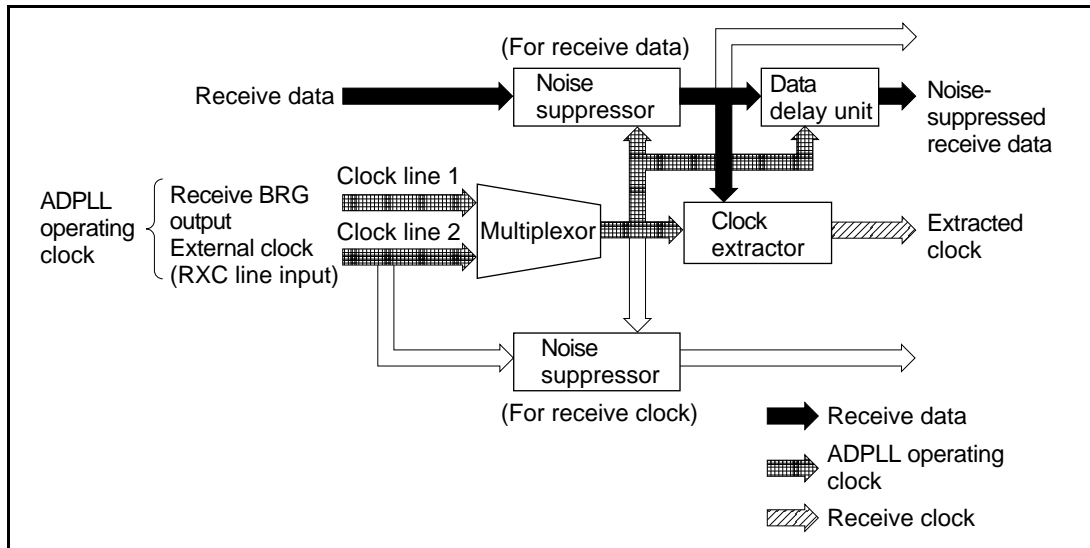 (For receive data)
Receive data
Noise
suppressor
Data
delay unit
Noise-
suppressed
receive data
ADPLL
operating
clock
Receive BRG
output
External clock
(RXC line input)
Clock line 1
Clock line 2
Multiplexor
Clock
extractor
Extracted
clock
Noise
suppressor
(For receive clock)
Receive data
ADPLL operating
clock
Receive clock